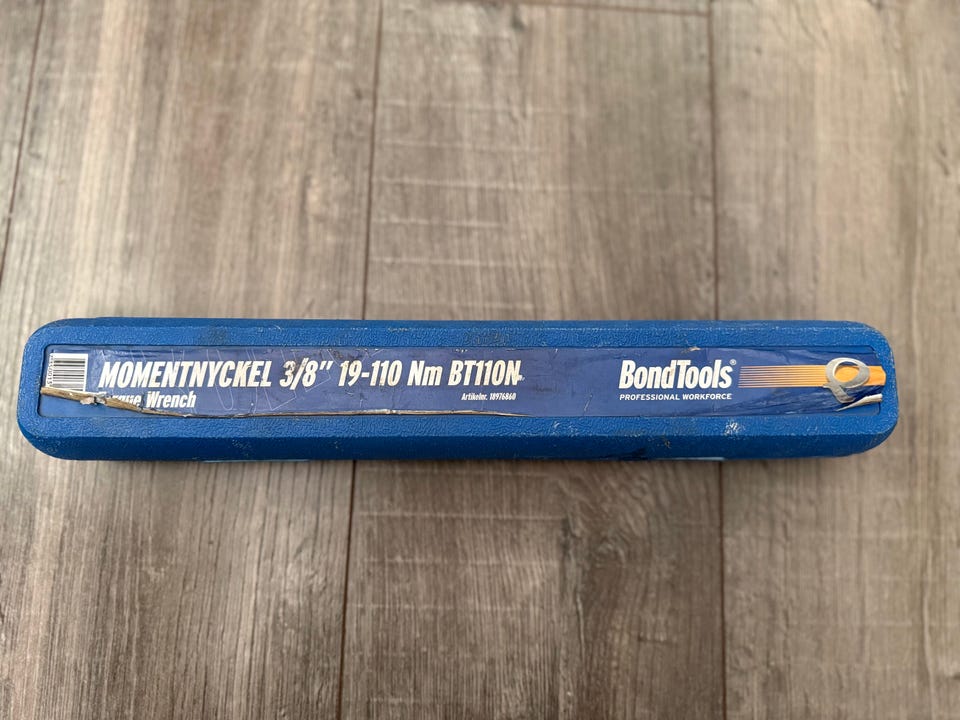 MOMENTNYCKEL 3/8" 19-110 Nm BT110N
Wrench
Artikelnr. 18976860
BondTools®
PROFESSIONAL WORKFORCE